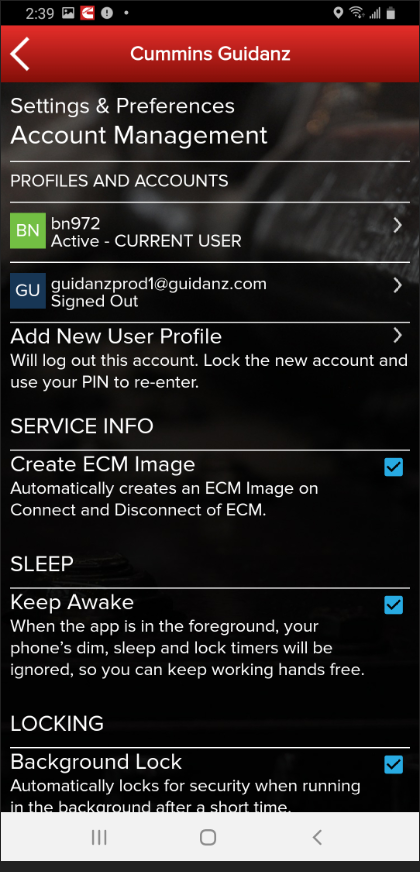 2:39
Cummins Guidanz
Settings & Preferences
Account Management
PROFILES AND ACCOUNTS
BN
bn972
Active - CURRENT USER
GU
guidanzprod1@guidanz.com
Signed Out
Add New User Profile
Will log out this account. Lock the new account and
use your PIN to re-enter.
SERVICE INFO
Create ECM Image
Automatically creates an ECM Image on
Connect and Disconnect of ECM.
SLEEP
Keep Awake
When the app is in the foreground, your
phone's dim, sleep and lock timers will be
ignored, so you can keep working hands free.
LOCKING
Background Lock
Automatically locks for security when running
in the background after a short time.